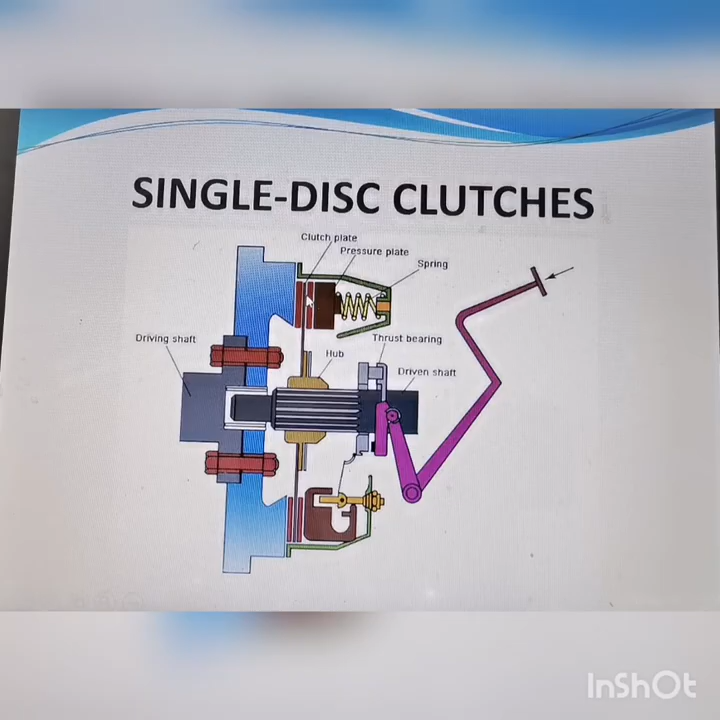 SINGLE-DISC CLUTCHES
Clutch plate
Pressure plate
Spring
Driving shaft
Thrust bearing
Hub
Driven shaft
InShOt